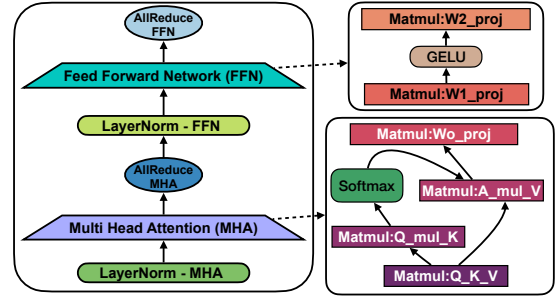 AllReduce
FFN
Feed Forward Network (FFN)
LayerNorm - FFN
AllReduce
MHA
Multi Head Attention (MHA)
LayerNorm - MHA
Matmul:W2_proj
GELU
Matmul:W1_proj
Matmul:Wo_proj
Softmax
Matmul:A_mul_V
Matmul:Q_mul_K
Matmul:Q_K_V